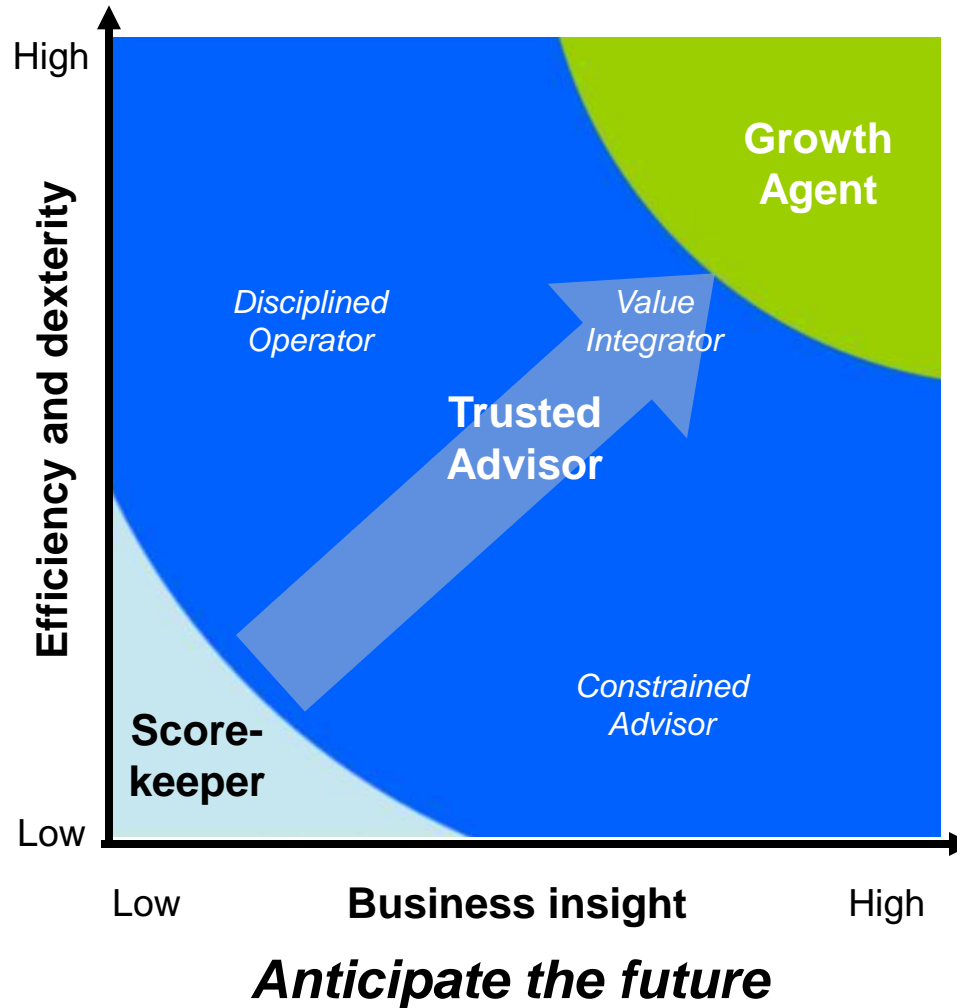 High
Efficiency and dexterity
Growth
Agent
Disciplined
Operator
Value
Integrator
Trusted
Advisor
Constrained
Advisor
Score-
keeper
Low
Low
Business insight
High
Anticipate the future